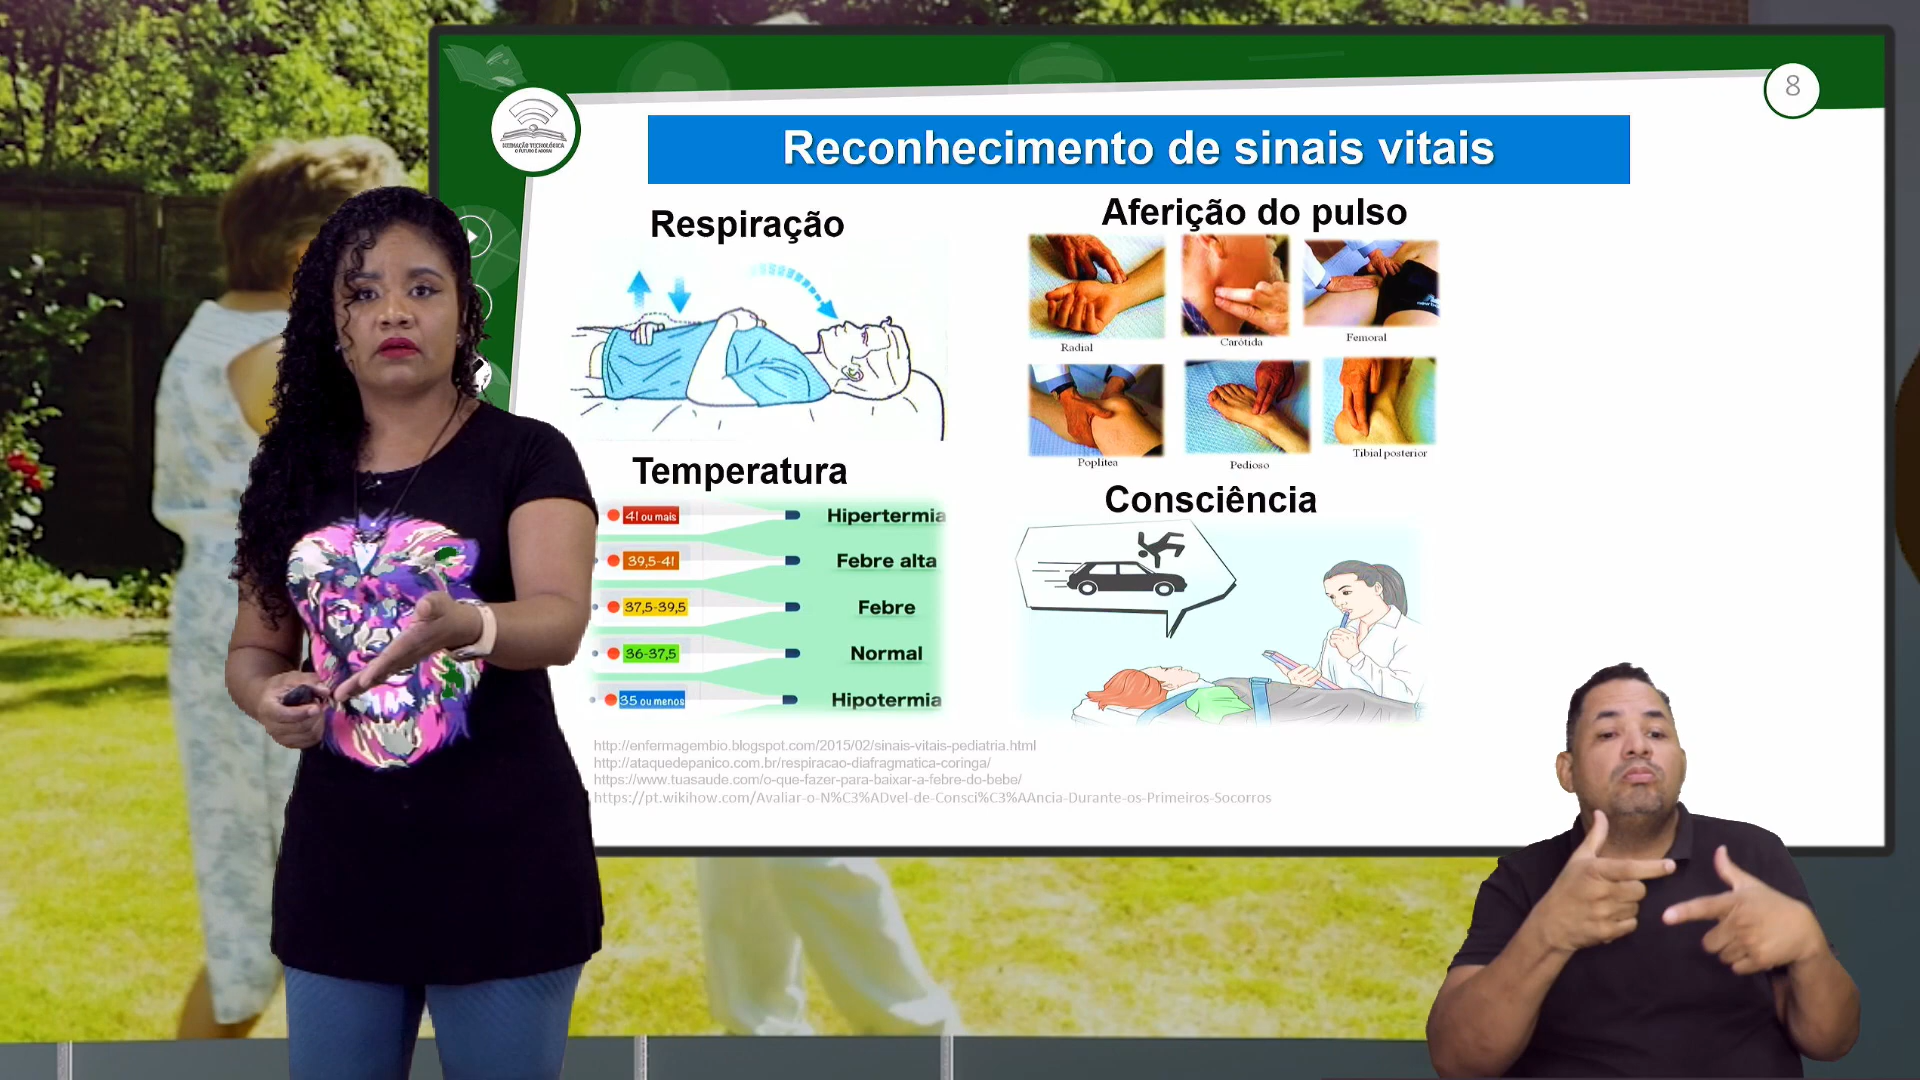 8
MEDIAÇÃO TECNOLÓGICA
O FUTURO É AGORA!
Reconhecimento de sinais vitais
Respiração
Aferição do pulso
Radial
Carótida
Femoral
Poplítea
Pedioso
Tibial posterior
Temperatura
41 ou mais Hipertermia
39,5-41 Febre alta
37,5-39,5 Febre
36-37,5 Normal
35 ou menos Hipotermia
Consciência
http://enfermagembio.blogspot.com/2015/02/sinais-vitais-pediatria.html
http://ataquedepanico.com.br/respiracao-diafragmatica-coringa/
https://www.tuasaude.com/o-que-fazer-para-baixar-a-febre-do-bebe/
https://pt.wikihow.com/Avaliar-o-N%C3%ADvel-de-Consci%C3%AAncia-Durante-os-Primeiros-Socorros